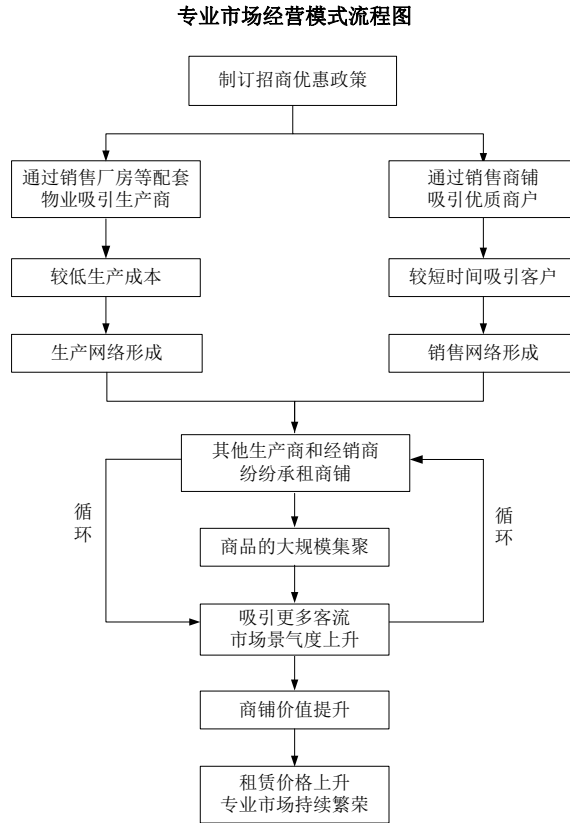 专业市场经营模式流程图
制订招商优惠政策
通过销售厂房等配套
物业吸引生产商
通过销售商铺
吸引优质商户
较低生产成本
较短时间吸引客户
生产网络形成
销售网络形成
其他生产商和经销商
纷纷承租商铺
循
环
循
环
商品的大规模集聚
吸引更多客流
市场景气度上升
商铺价值提升
租赁价格上升
专业市场持续繁荣